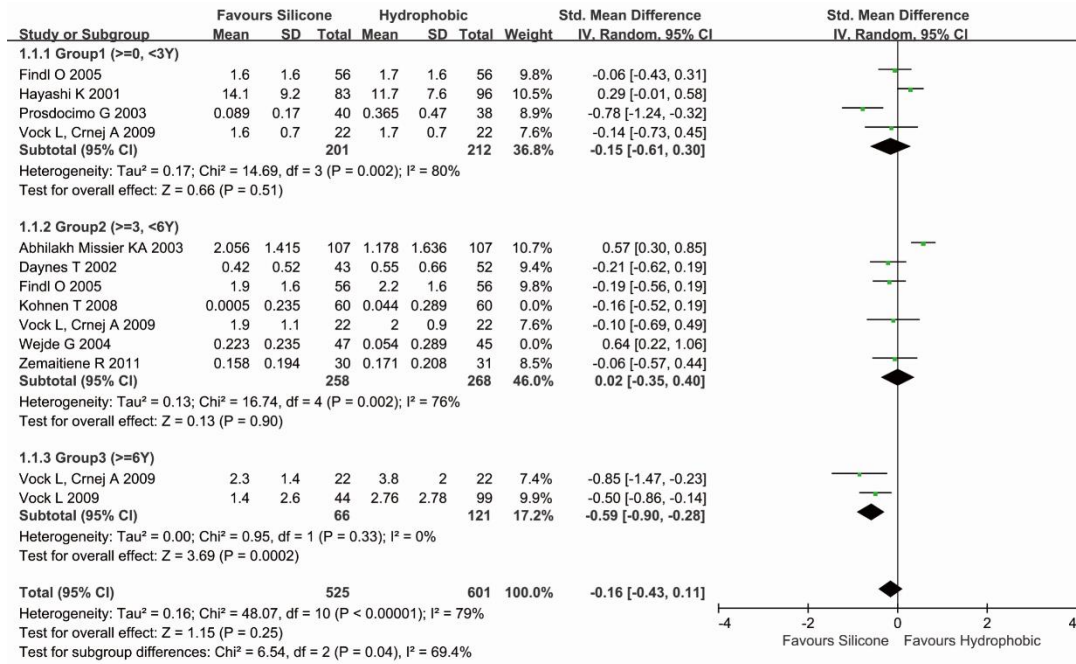 Favours Silicone Hydrophobic Std. Mean Difference Std. Mean Difference
Study or Subgroup Mean SD Total Mean SD Total Weight IV, Random, 95% CI IV, Random, 95% CI
1.1.1 Group1 (>=0, <3Y)
Findl O 2005 1.6 1.6 56 1.7 1.6 56 9.8% -0.06 [-0.43, 0.31]
Hayashi K 2001 14.1 9.2 83 11.7 7.6 96 10.5% 0.29 [-0.01, 0.58]
Prosdocimo G 2003 0.089 0.17 40 0.365 0.47 38 8.9% -0.78 [-1.24, -0.32]
Vock L, Crnej A 2009 1.6 0.7 22 1.7 0.7 22 7.6% -0.14 [-0.73, 0.45]
Subtotal (95% CI) 201 212 36.8% -0.15 [-0.61, 0.30]
Heterogeneity: Tau² = 0.17; Chi² = 14.69, df = 3 (P = 0.002); I² = 80%
Test for overall effect: Z = 0.66 (P = 0.51)
1.1.2 Group2 (>=3, <6Y)
Abhilakh Missier KA 2003 2.056 1.415 107 1.178 1.636 107 10.7% 0.57 [0.30, 0.85]
Daynes T 2002 0.42 0.52 43 0.55 0.66 52 9.4% -0.21 [-0.62, 0.19]
Findl O 2005 1.9 1.6 56 2.2 1.6 56 9.8% -0.19 [-0.56, 0.19]
Kohnen T 2008 0.0005 0.235 60 0.044 0.289 60 0.0% -0.16 [-0.52, 0.19]
Vock L, Crnej A 2009 1.9 1.1 22 2 0.9 22 7.6% -0.10 [-0.69, 0.49]
Wejde G 2004 0.223 0.235 47 0.054 0.289 45 0.0% 0.64 [0.22, 1.06]
Zemaitiene R 2011 0.158 0.194 30 0.171 0.208 31 8.5% -0.06 [-0.57, 0.44]
Subtotal (95% CI) 258 268 46.0% 0.02 [-0.35, 0.40]
Heterogeneity: Tau² = 0.13; Chi² = 16.74, df = 4 (P = 0.002); I² = 76%
Test for overall effect: Z = 0.13 (P = 0.90)
1.1.3 Group3 (>=6Y)
Vock L, Crnej A 2009 2.3 1.4 22 3.8 2 22 7.4% -0.85 [-1.47, -0.23]
Vock L 2009 1.4 2.6 44 2.76 2.78 99 9.9% -0.50 [-0.86, -0.14]
Subtotal (95% CI) 66 121 17.2% -0.59 [-0.90, -0.28]
Heterogeneity: Tau² = 0.00; Chi² = 0.95, df = 1 (P = 0.33); I² = 0%
Test for overall effect: Z = 3.69 (P = 0.0002)
Total (95% CI) 525 601 100.0% -0.16 [-0.43, 0.11]
Heterogeneity: Tau² = 0.16; Chi² = 48.07, df = 10 (P < 0.00001); I² = 79%
Test for overall effect: Z = 1.15 (P = 0.25)
Test for subgroup differences: Chi² = 6.54, df = 2 (P = 0.04), I² = 69.4%
-4 -2 0 2 4
Favours Silicone Favours Hydrophobic